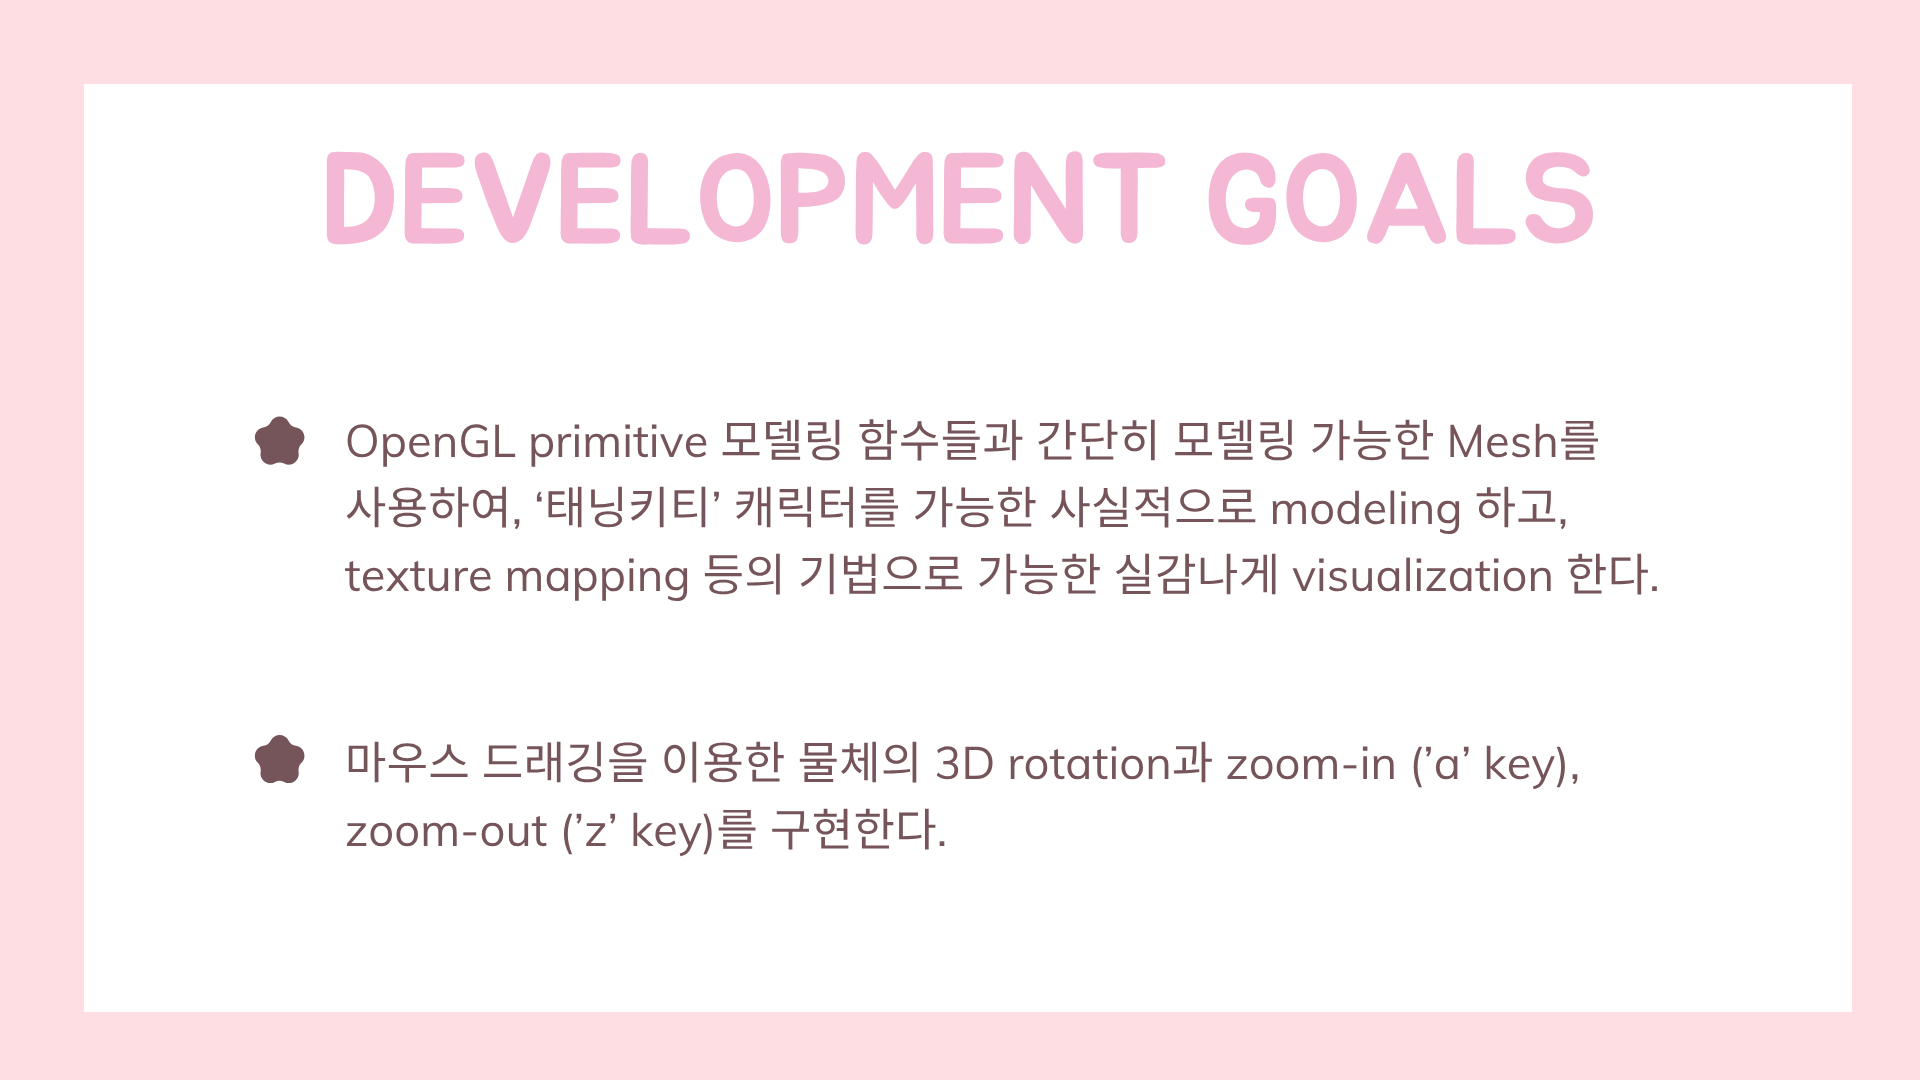 DEVELOPMENT GOALS
OpenGL primitive 모델링 함수들과 간단히 모델링 가능한 Mesh를
사용하여, ‘태닝키티’ 캐릭터를 가능한 사실적으로 modeling 하고,
texture mapping 등의 기법으로 가능한 실감나게 visualization 한다.
마우스 드래깅을 이용한 물체의 3D rotation과 zoom-in (’a’ key),
zoom-out (’z’ key)를 구현한다.